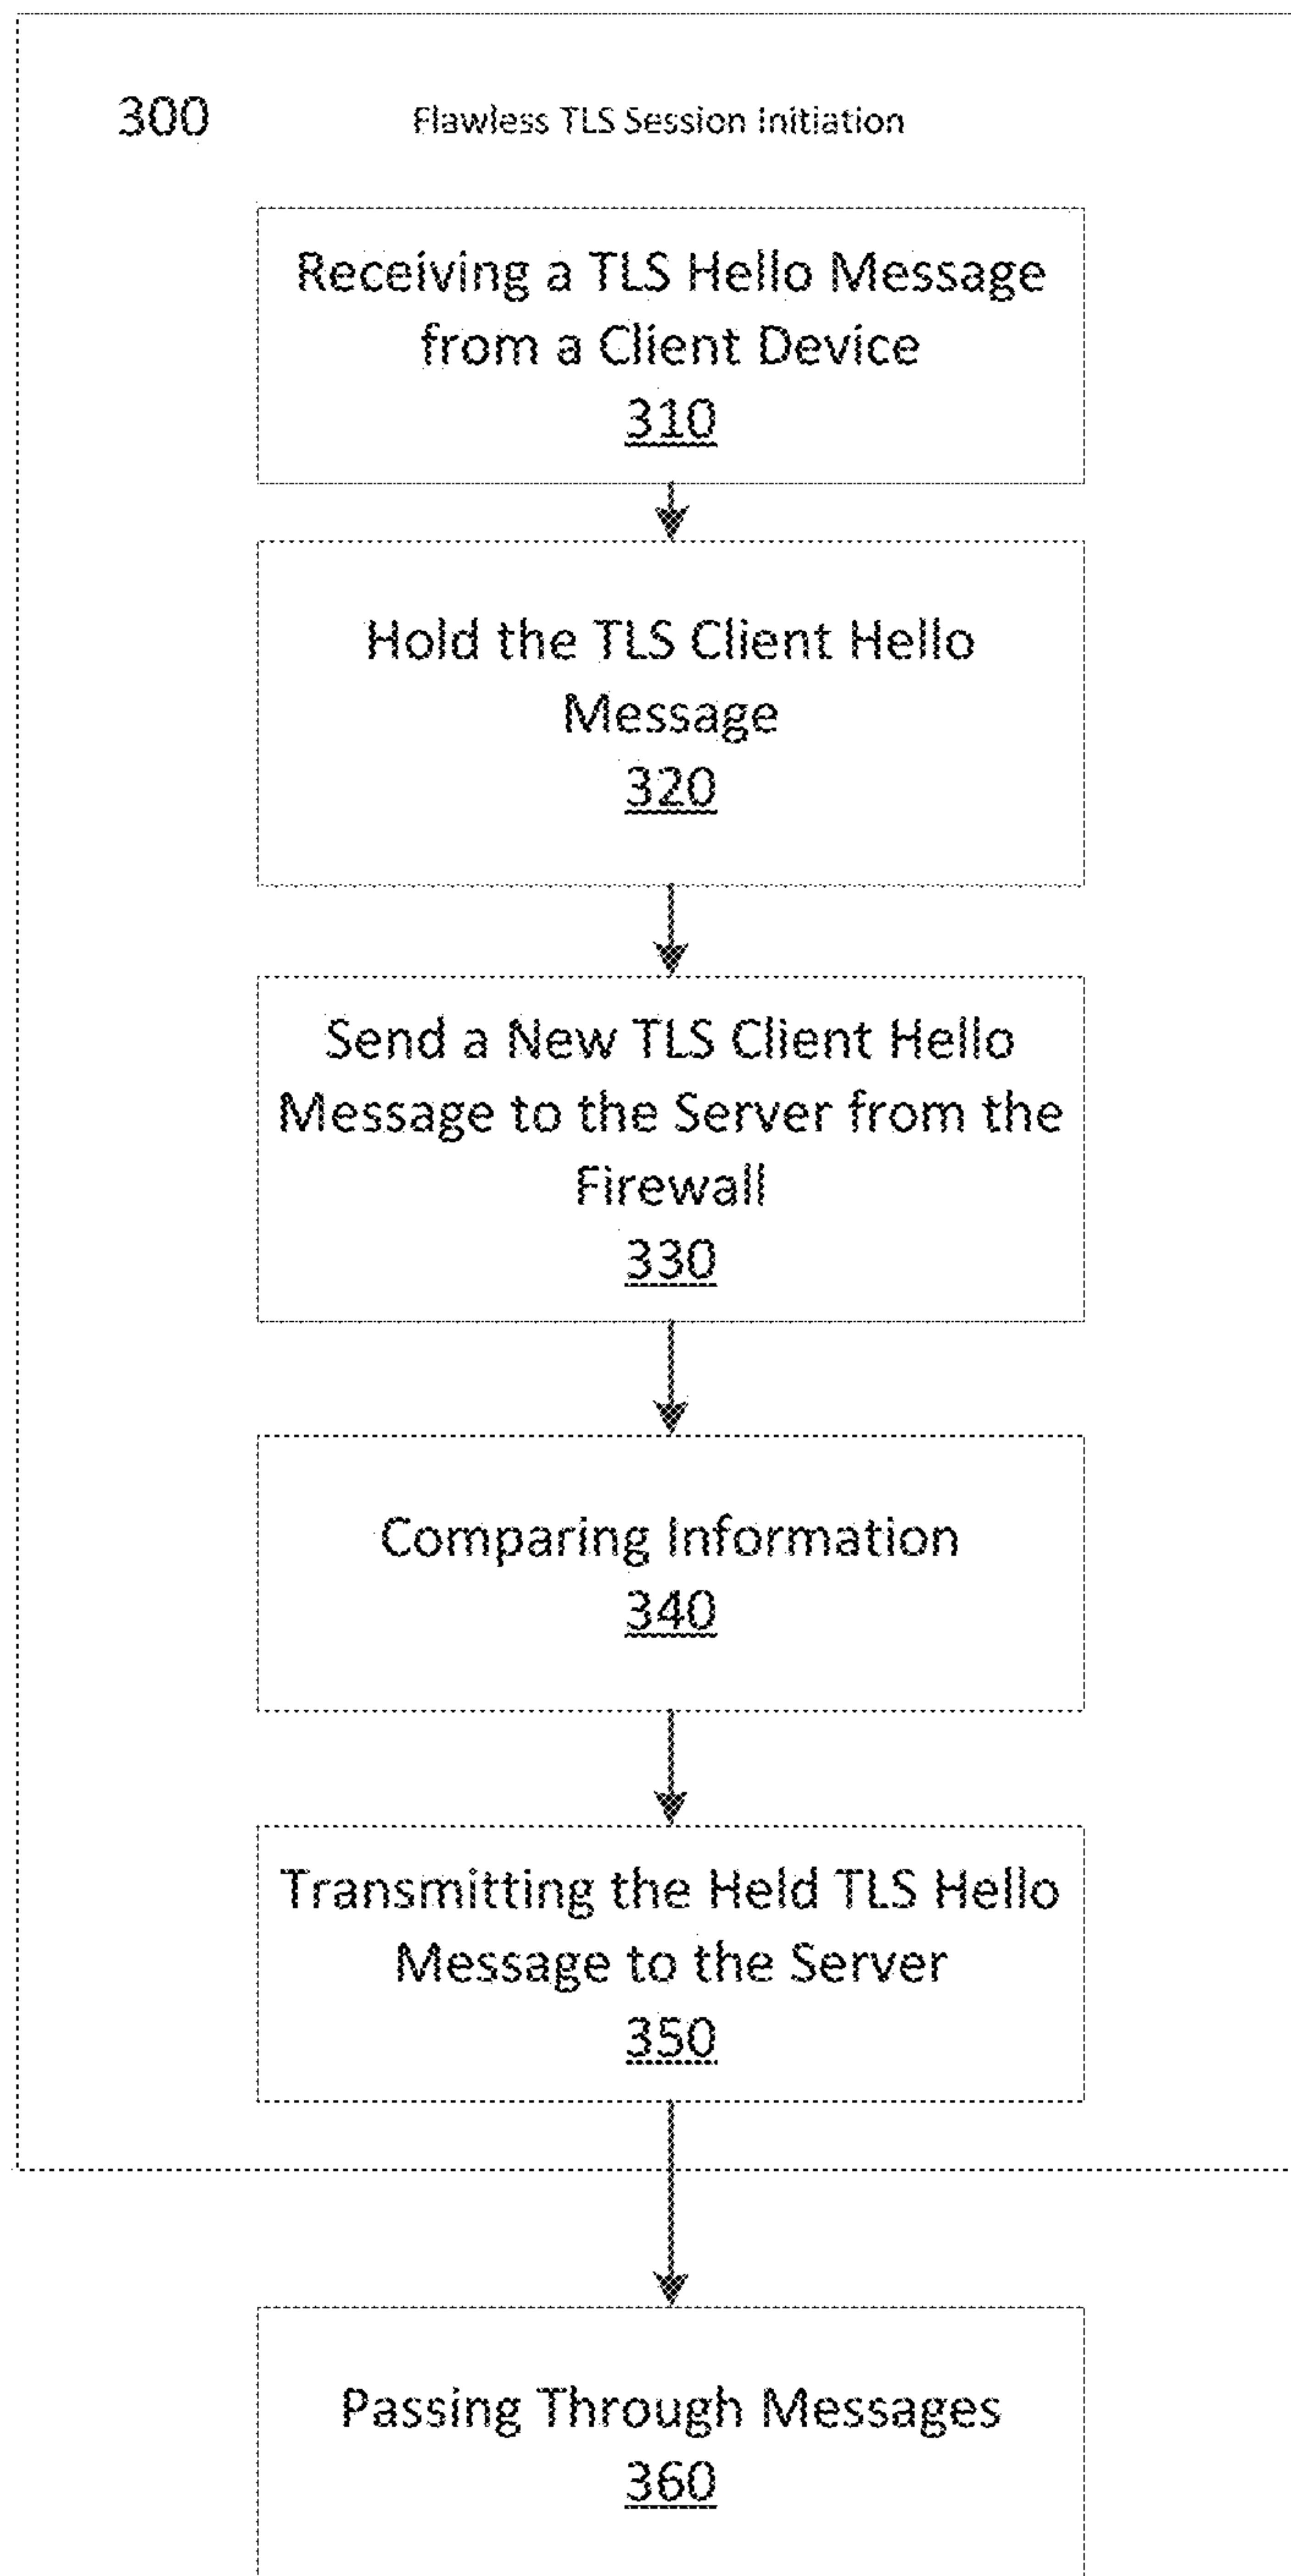 300
Flawless TLS Session Initiation
Receiving a TLS Hello Message
from a Client Device
310
Hold the TLS Client Hello
Message
320
Send a New TLS Client Hello
Message to the Server from the
Firewall
330
Comparing Information
340
Transmitting the Held TLS Hello
Message to the Server
350
Passing Through Messages
360